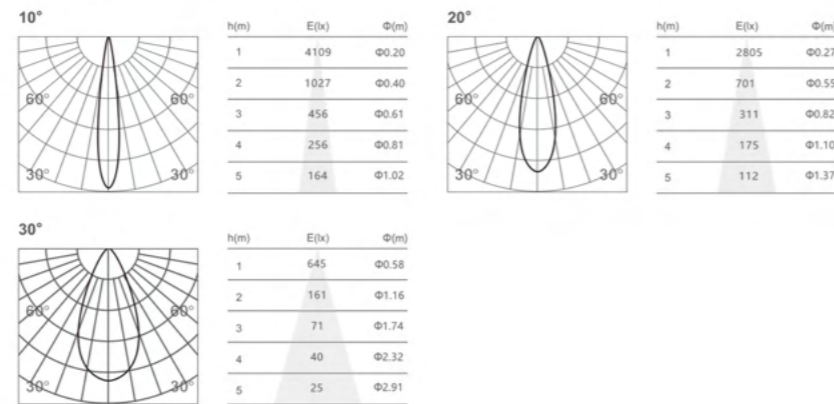 10°
60° 60°
30° 30°
h(m) E(lx) Φ(m)
1 4109 Φ0.20
2 1027 Φ0.40
3 456 Φ0.61
4 256 Φ0.81
5 164 Φ1.02
20°
60° 60°
30° 30°
h(m) E(lx) Φ(m)
1 2805 Φ0.27
2 701 Φ0.55
3 311 Φ0.82
4 175 Φ1.10
5 112 Φ1.37
30°
60° 60°
30° 30°
h(m) E(lx) Φ(m)
1 645 Φ0.58
2 161 Φ1.16
3 71 Φ1.74
4 40 Φ2.32
5 25 Φ2.91